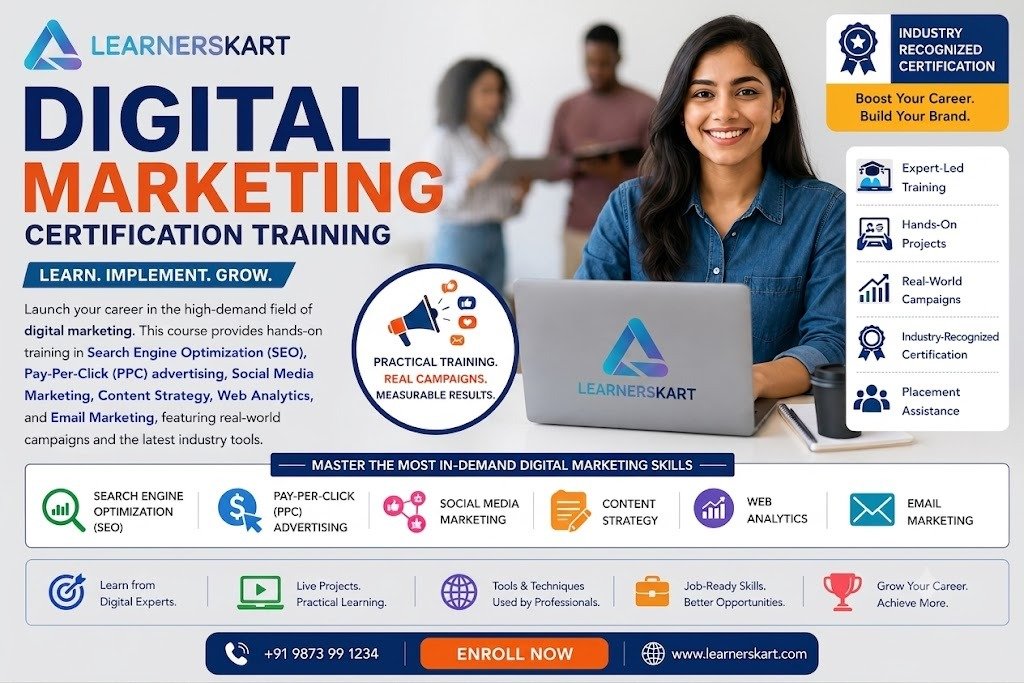 LEARNERSKART
DIGITAL
MARKETING
CERTIFICATION TRAINING
LEARN. IMPLEMENT. GROW.
Launch your career in the high-demand field of
digital marketing. This course provides hands-on
training in Search Engine Optimization (SEO),
Pay-Per-Click (PPC) advertising, Social Media
Marketing, Content Strategy, Web Analytics,
and Email Marketing, featuring real-world
campaigns and the latest industry tools.
PRACTICAL TRAINING.
REAL CAMPAIGNS.
MEASURABLE RESULTS.
LEARNERSKART
INDUSTRY
RECOGNIZED
CERTIFICATION
Boost Your Career.
Build Your Brand.
Expert-Led
Training
Hands-On
Projects
Real-World
Campaigns
Industry-Recognized
Certification
Placement
Assistance
MASTER THE MOST IN-DEMAND DIGITAL MARKETING SKILLS
SEARCH ENGINE
OPTIMIZATION
(SEO)
PAY-PER-CLICK
(PPC)
ADVERTISING
SOCIAL MEDIA
MARKETING
CONTENT
STRATEGY
WEB
ANALYTICS
EMAIL
MARKETING
Learn from
Digital Experts.
Live Projects.
Practical Learning.
Tools & Techniques
Used by Professionals.
Job-Ready Skills.
Better Opportunities.
Grow Your Career.
Achieve More.
+91 9873 99 1234
ENROLL NOW
www.learnerskart.com